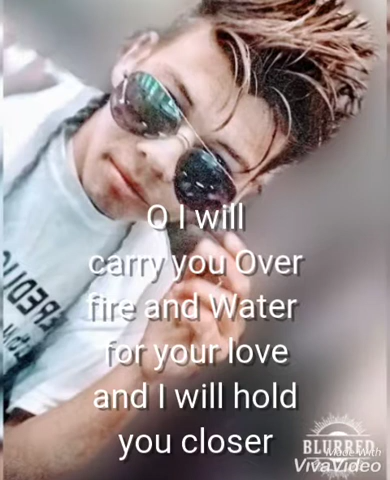 O I will
carry you Over
fire and Water
for your love
and I will hold
you closer
BLURRED
Made With
VivaVideo